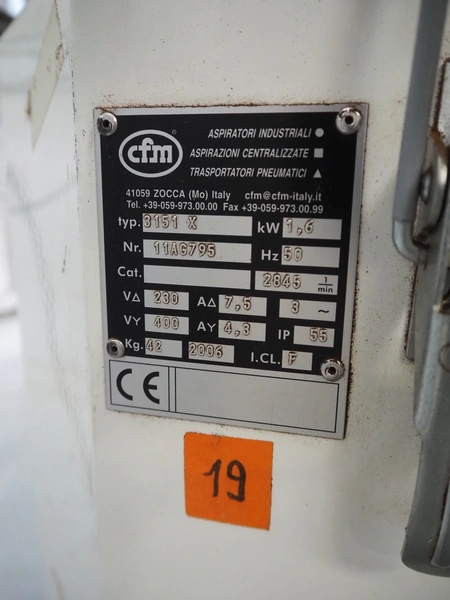 cfm®
ASPIRATORI INDUSTRIALI ●
ASPIRAZIONI CENTRALIZZATE ■
TRASPORTATORI PNEUMATICI ▲
41059 ZOCCA (Mo) Italy cfm@cfm-italy.it
Tel. +39-059-973.00.00 Fax +39-059-973.00.99
typ. 3151 X kW 1,6
Nr. 11AG795 Hz 50
Cat. 2845 1/min
V△ 230 A△ 7,5 3 ~
VY 400 AY 4,3 IP 55
Kg. 42 2006 I.CL. F
CE
19